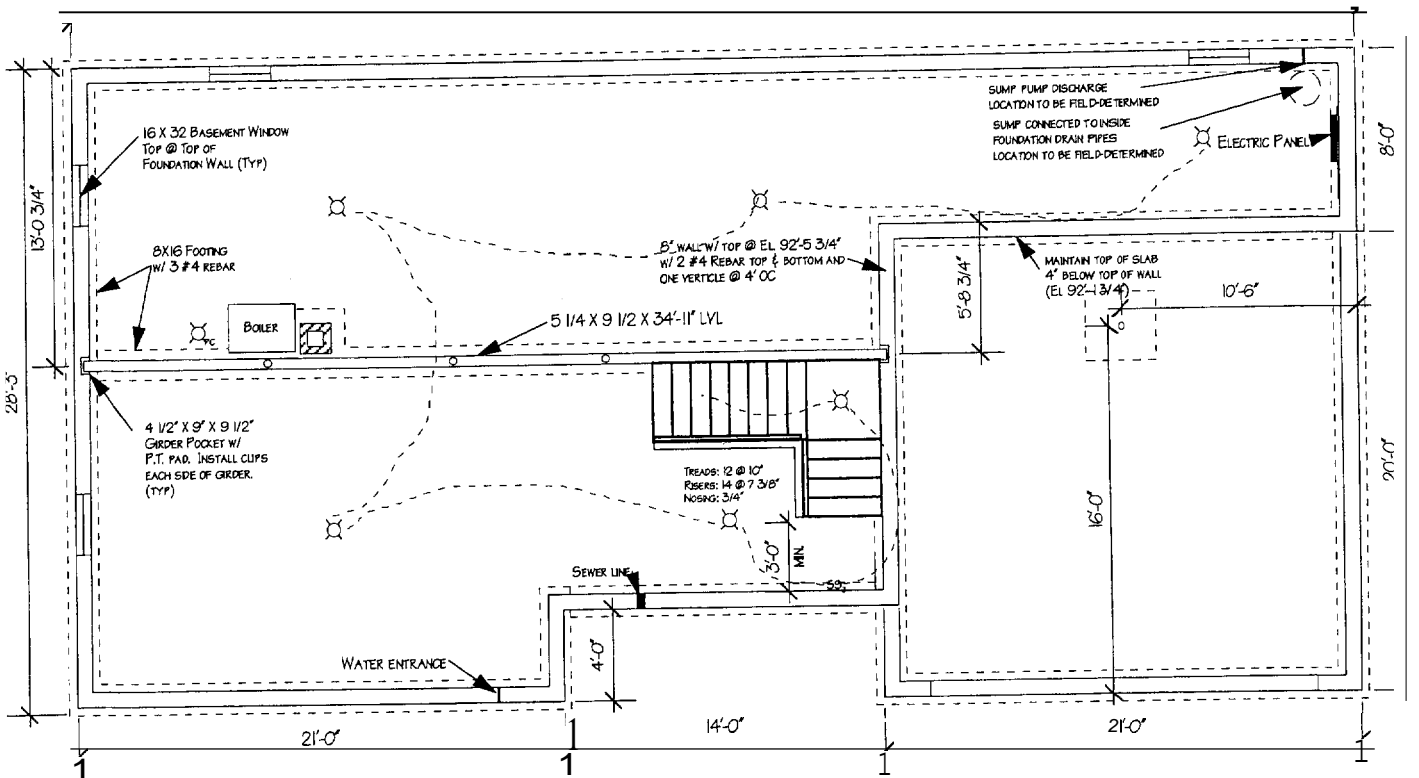 SUMP PUMP DISCHARGE
LOCATION TO BE FIELD-DETERMINED
SUMP CONNECTED TO INSIDE
FOUNDATION DRAIN PIPES
LOCATION TO BE FIELD-DETERMINED
ELECTRIC PANEL
8'-0"
16 X 32 BASEMENT WINDOW
TOP @ TOP OF
FOUNDATION WALL (TYP)
13'-0 3/4"
8X16 FOOTING
W/ 3 #4 REBAR
8" WALL W/ TOP @ EL 92'-5 3/4"
W/ 2 #4 REBAR TOP & BOTTOM AND
ONE VERTICLE @ 4' OC
MAINTAIN TOP OF SLAB
4" BELOW TOP OF WALL
(EL 92'-1 3/4")
5'-8 3/4"
10'-6"
BOILER
PC
5 1/4 X 9 1/2 X 34'-11" LVL
28'-3"
4 1/2" X 9" X 9 1/2"
GIRDER POCKET W/
P.T. PAD. INSTALL CLIPS
EACH SIDE OF GIRDER.
(TYP)
TREADS: 12 @ 10"
RISERS: 14 @ 7 3/8"
NOSING: 3/4"
20'-0"
16'-0"
3'-0"
MIN.
SEWER LINE
4'-0"
WATER ENTRANCE
21'-0"
14'-0"
21'-0"
1
1
1
1
1